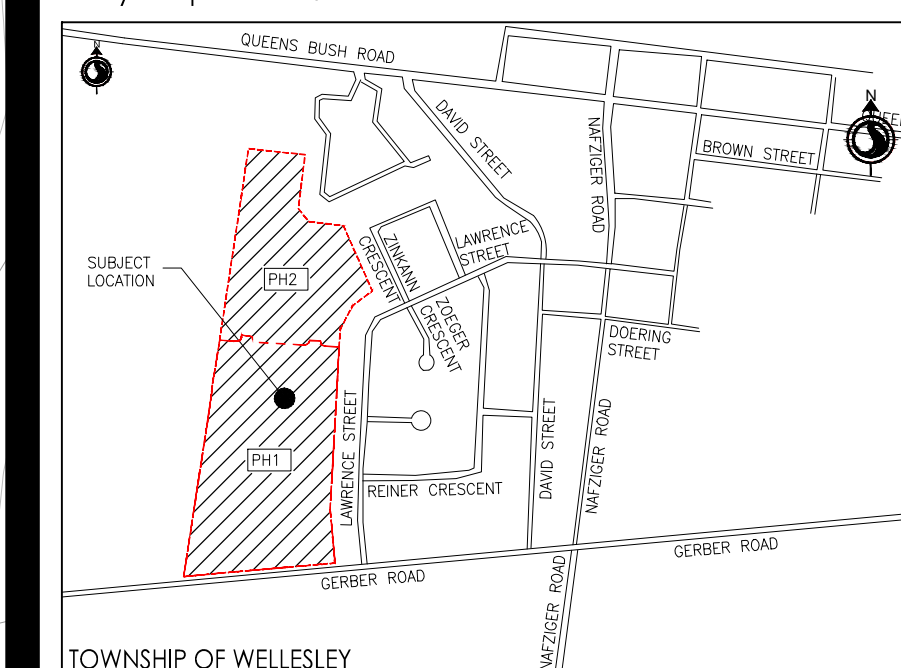 QUEENS BUSH ROAD
N
N
DAVID STREET
NAFZIGER ROAD
BROWN STREET
SUBJECT
LOCATION
PH2
ZINKANN
CRESCENT
LAWRENCE
STREET
ZOEGER
CRESCENT
DOERING
STREET
PH1
LAWRENCE STREET
REINER CRESCENT
DAVID STREET
NAFZIGER ROAD
GERBER ROAD
GERBER ROAD
NAFZIGER ROAD
TOWNSHIP OF WELLESLEY